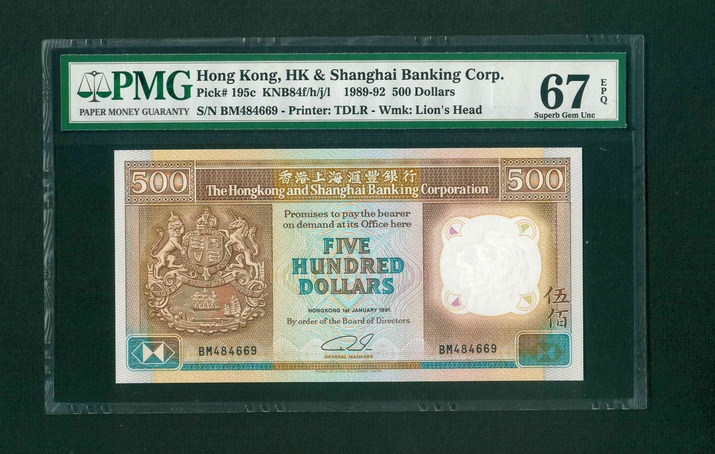 PMG
PAPER MONEY GUARANTY
Hong Kong, HK & Shanghai Banking Corp.
Pick# 195c KNB84f/h/j/l 1989-92 500 Dollars
S/N BM484669 - Printer: TDLR - Wmk: Lion's Head
67
EPQ
Superb Gem Unc
500
香港上海滙豐銀行
The Hongkong and Shanghai Banking Corporation
500
Promises to pay the bearer
on demand at its Office here
FIVE
HUNDRED
DOLLARS
HONGKONG 1st JANUARY 1991.
By order of the Board of Directors
GENERAL MANAGER
伍佰
BM484669
BM484669